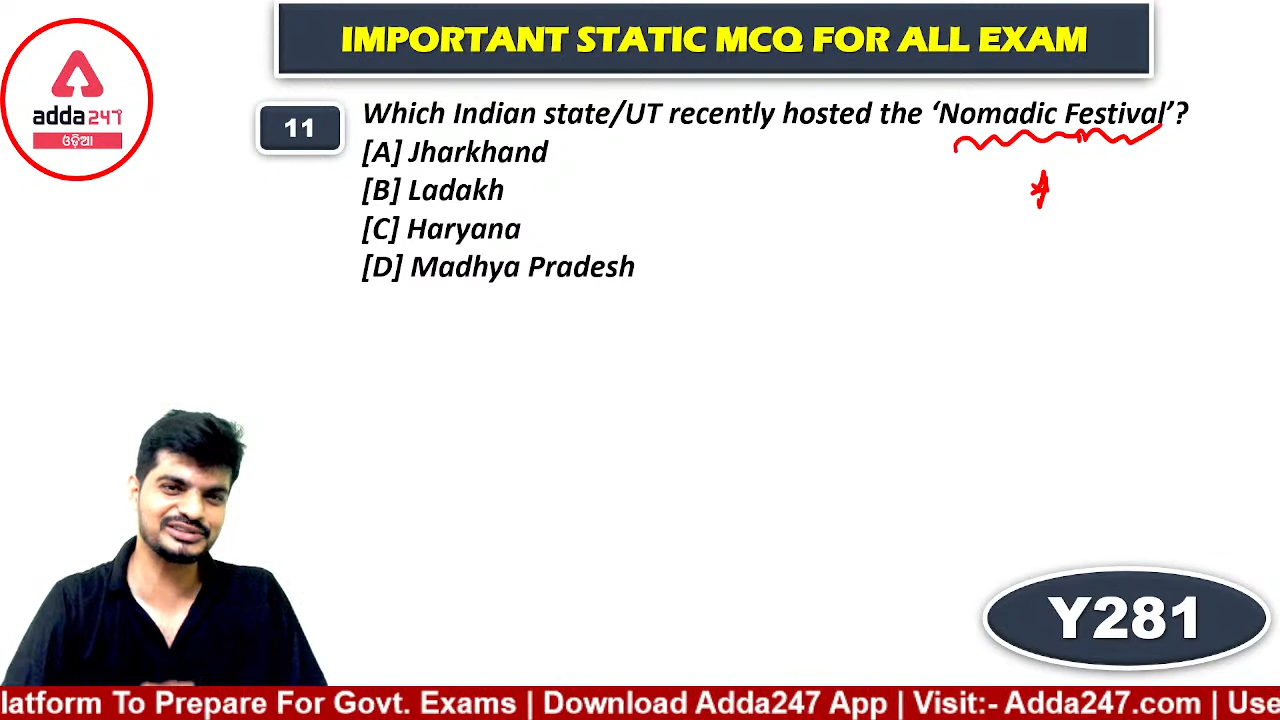 IMPORTANT STATIC MCQ FOR ALL EXAM
adda247
ଓଡ଼ିଆ
11
Which Indian state/UT recently hosted the ‘Nomadic Festival’?
[A] Jharkhand
[B] Ladakh
[C] Haryana
[D] Madhya Pradesh
Y281
latform To Prepare For Govt. Exams | Download Adda247 App | Visit:- Adda247.com | Use